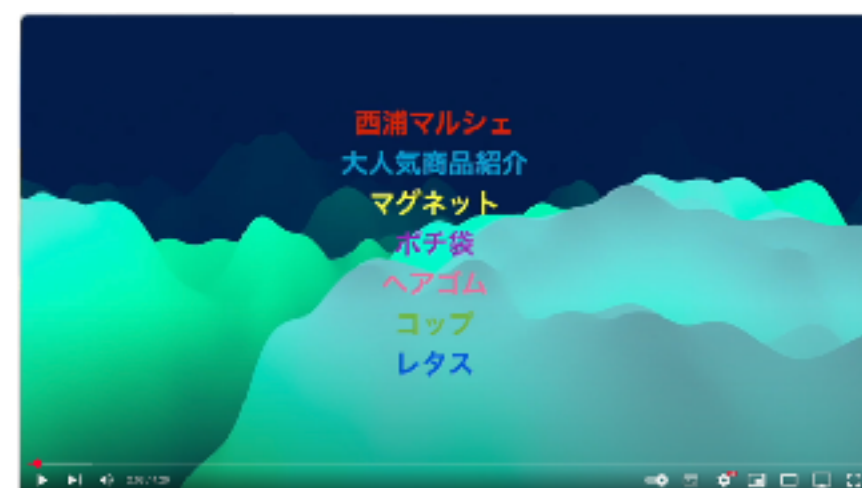 西浦マルシェ
大人気商品紹介
マグネット
ポチ袋
ヘアゴム
コップ
レタス